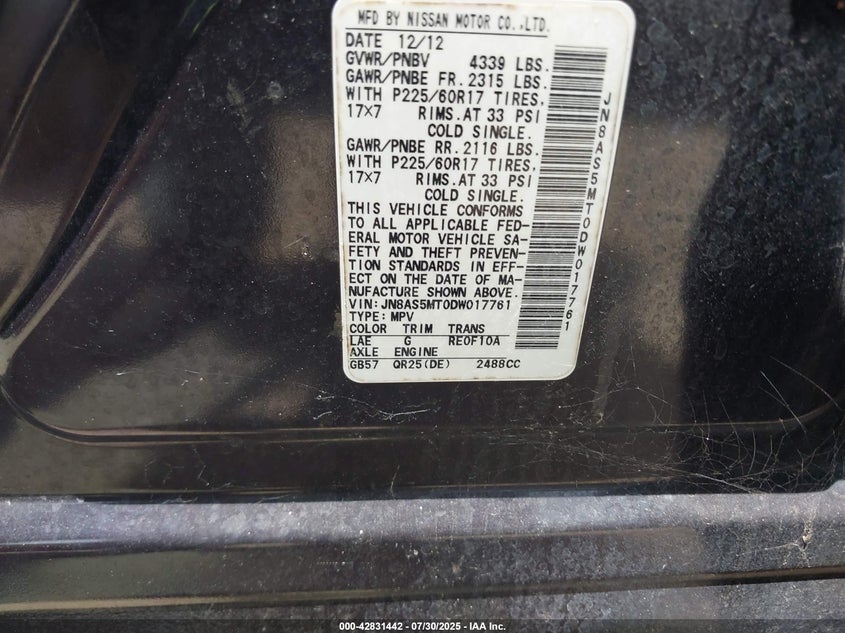 MFD BY NISSAN MOTOR CO.,LTD.
DATE 12/12
GVWR/PNBV 4339 LBS.
GAWR/PNBE FR. 2315 LBS.
WITH P225/60R17 TIRES,
17×7 RIMS.AT 33 PSI
COLD SINGLE.
GAWR/PNBE RR. 2116 LBS.
WITH P225/60R17 TIRES,
17×7 RIMS.AT 33 PSI
COLD SINGLE.
THIS VEHICLE CONFORMS
TO ALL APPLICABLE FED-
ERAL MOTOR VEHICLE SA-
FETY AND THEFT PREVEN-
TION STANDARDS IN EFF-
ECT ON THE DATE OF MA-
NUFACTURE SHOWN ABOVE.
VIN: JN8AS5MT0DW017761
TYPE: MPV
COLOR TRIM TRANS
LAE G RE0F10A
AXLE ENGINE
GB57 QR25(DE) 2488CC
JN8AS5MT0DW017761
000-42831442 - 07/30/2025 - IAA Inc.